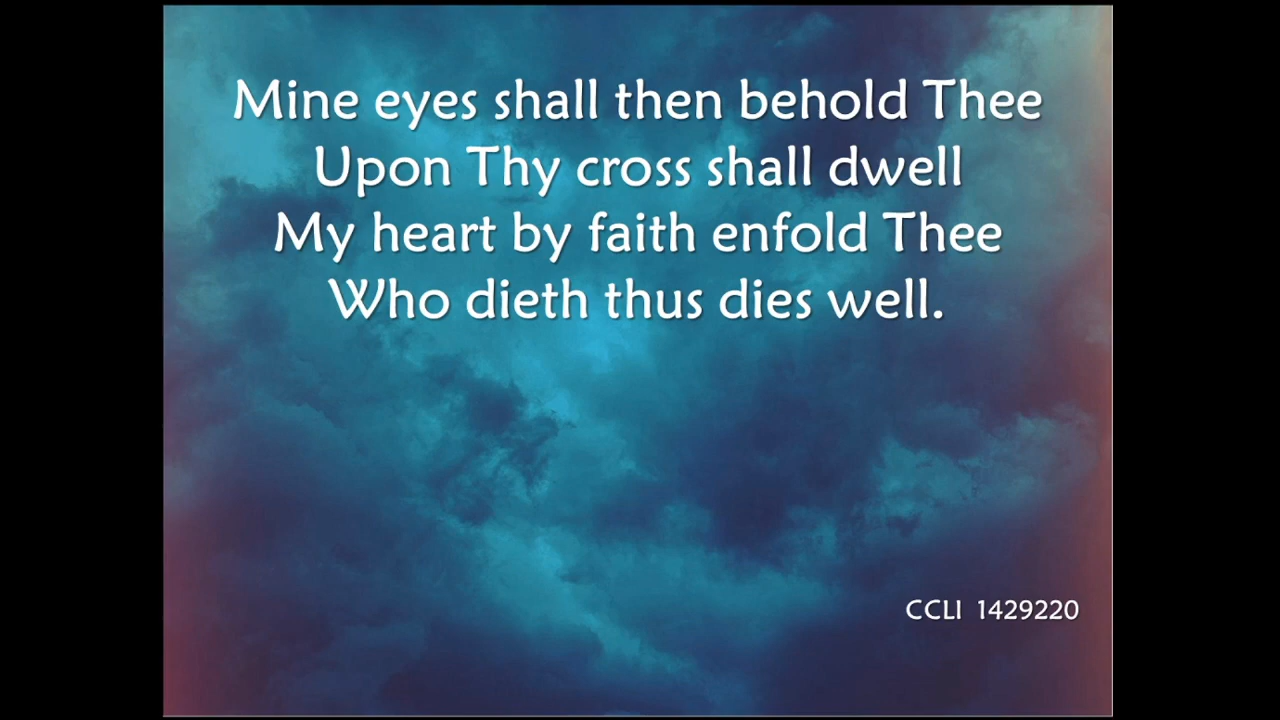 Mine eyes shall then behold Thee
Upon Thy cross shall dwell
My heart by faith enfold Thee
Who dieth thus dies well.
CCLI 1429220